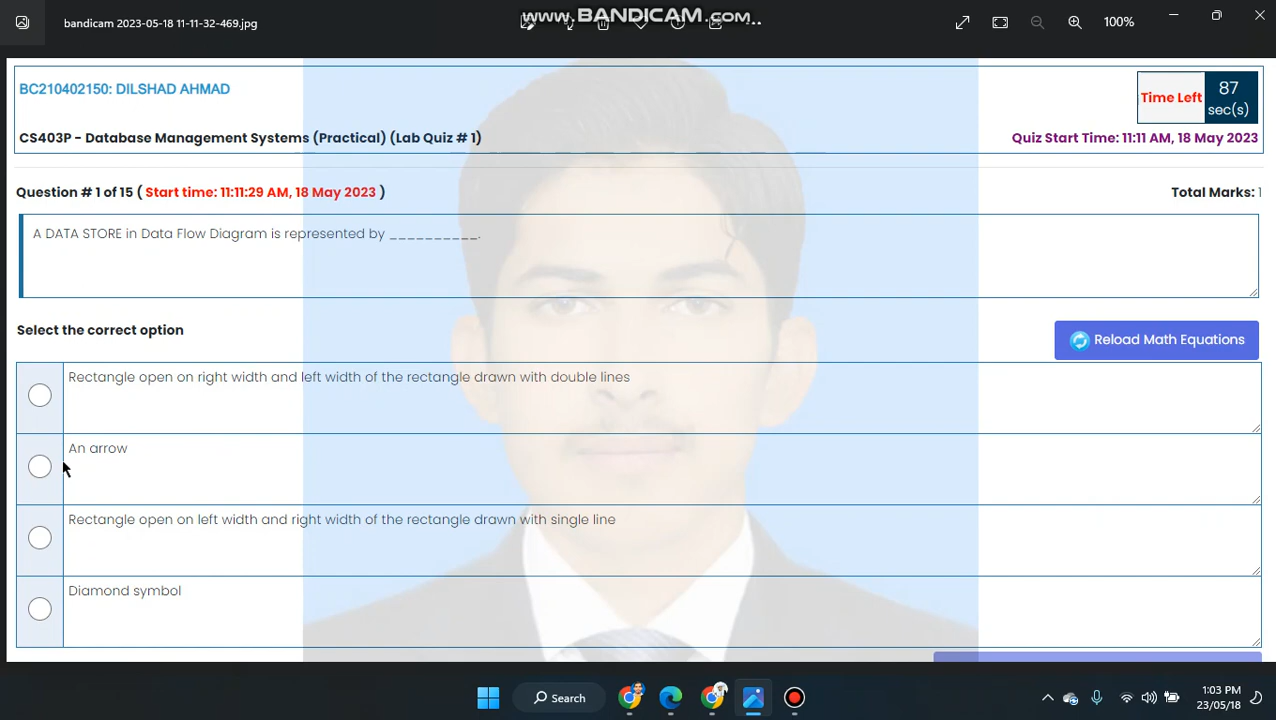 bandicam 2023-05-18 11-11-32-469.jpg
www.BANDICAM.COM
100%
BC210402150: DILSHAD AHMAD
Time Left
87
sec(s)
CS403P - Database Management Systems (Practical) (Lab Quiz # 1)
Quiz Start Time: 11:11 AM, 18 May 2023
Question # 1 of 15 ( Start time: 11:11:29 AM, 18 May 2023 )
Total Marks: 1
A DATA STORE in Data Flow Diagram is represented by __________.
Select the correct option
Reload Math Equations
Rectangle open on right width and left width of the rectangle drawn with double lines
An arrow
Rectangle open on left width and right width of the rectangle drawn with single line
Diamond symbol
Search
1:03 PM
23/05/18